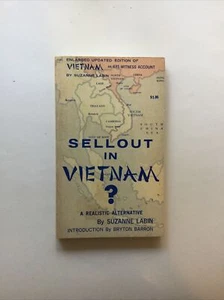 ENLARGED UPDATED EDITION OF
VIETNAM
BY SUZANNE LABIN
SELLOUT
IN
VIETNAM
?
A REALISTIC ALTERNATIVE
By SUZANNE LABIN
INTRODUCTION BY BRYTON BARRON